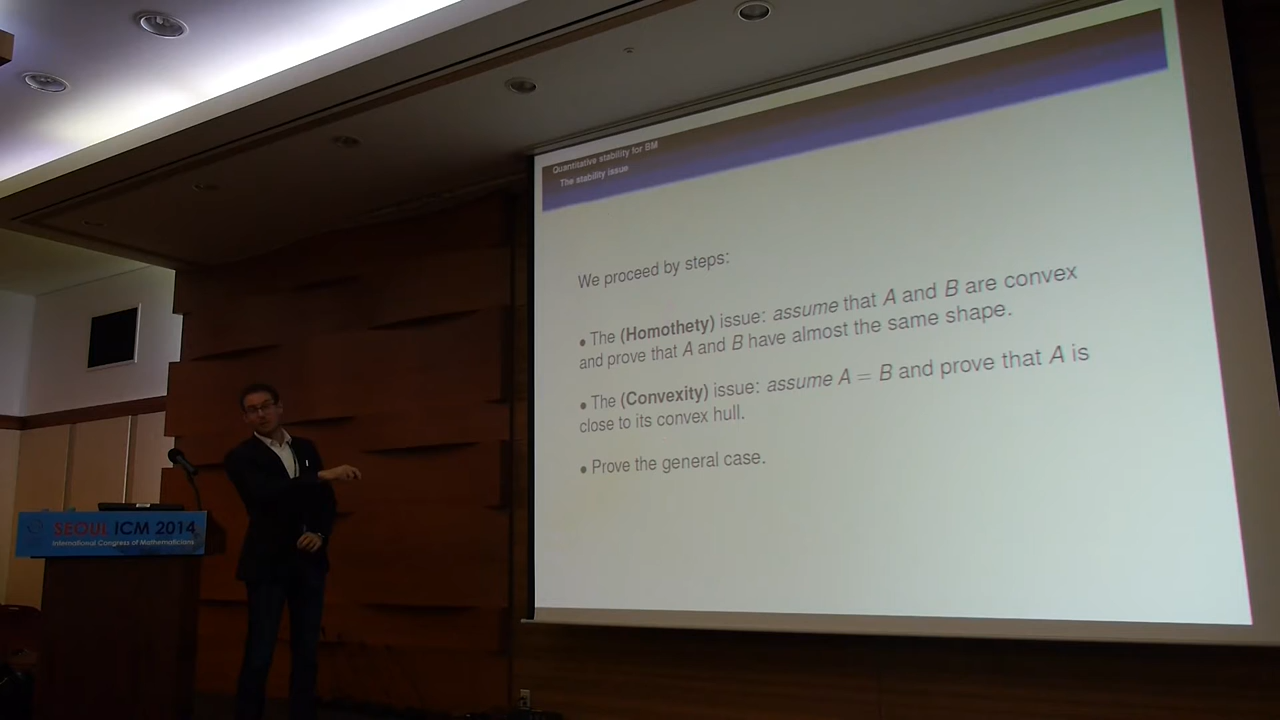 Quantitative stability for BM
The stability issue
We proceed by steps:
• The (Homothety) issue: assume that A and B are convex
and prove that A and B have almost the same shape.
• The (Convexity) issue: assume A = B and prove that A is
close to its convex hull.
• Prove the general case.
SEOUL ICM 2014
International Congress of Mathematicians